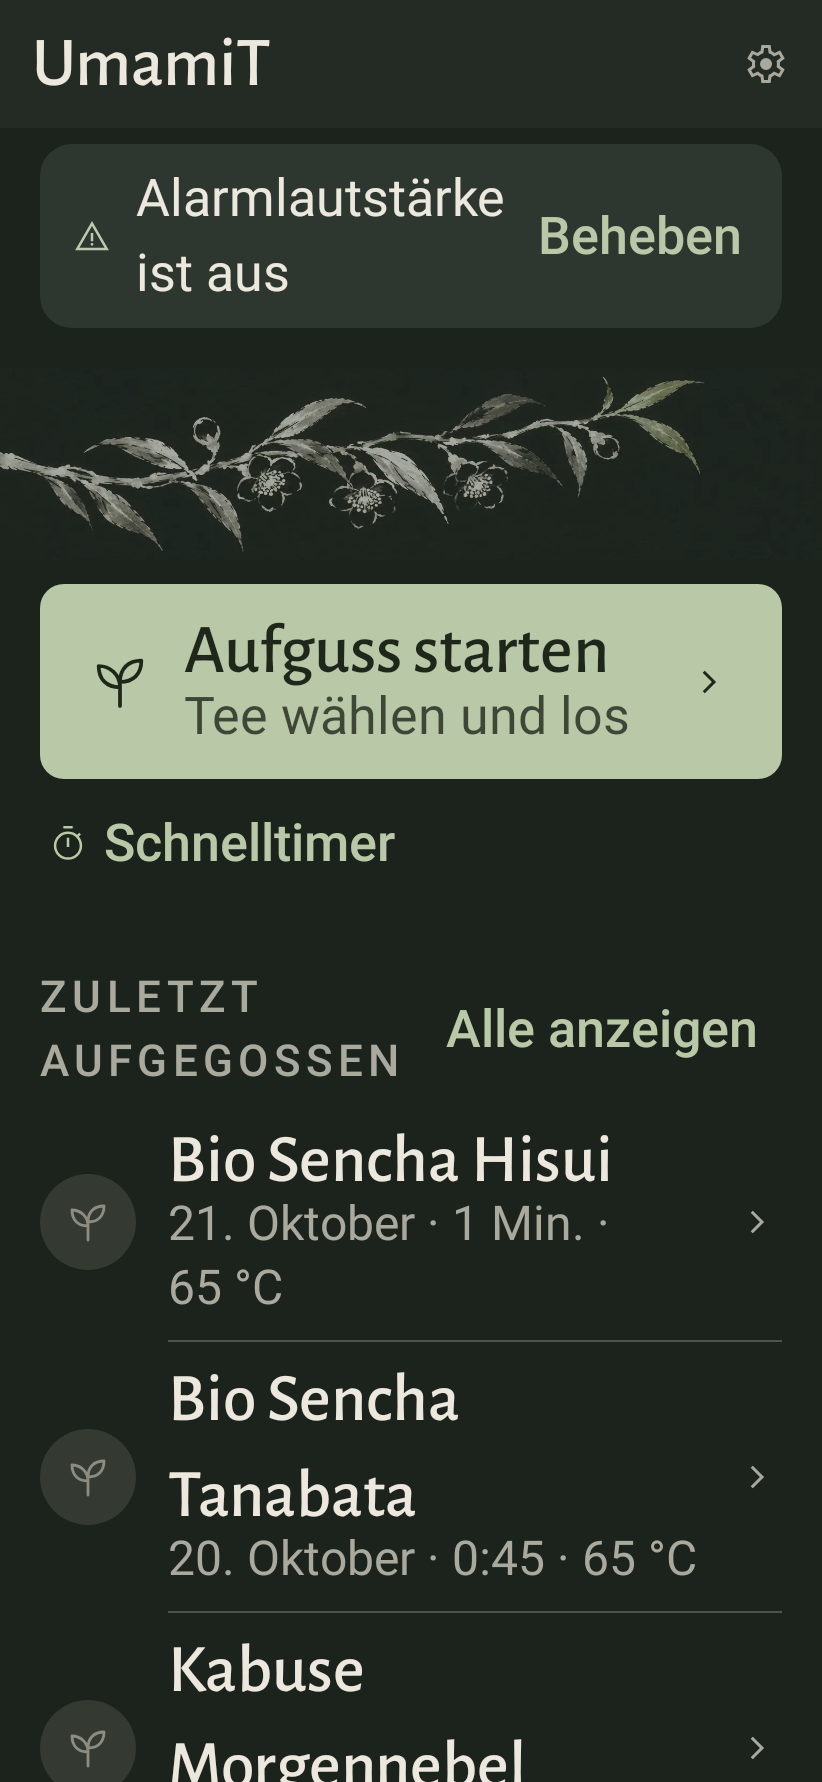 UmamiT
Alarmlautstärke
ist aus
Beheben
Aufguss starten
Tee wählen und los
Schnelltimer
ZULETZT
AUFGEGOSSEN
Alle anzeigen
Bio Sencha Hisui
21. Oktober · 1 Min. ·
65 °C
Bio Sencha
Tanabata
20. Oktober · 0:45 · 65 °C
Kabuse
Morgennebel